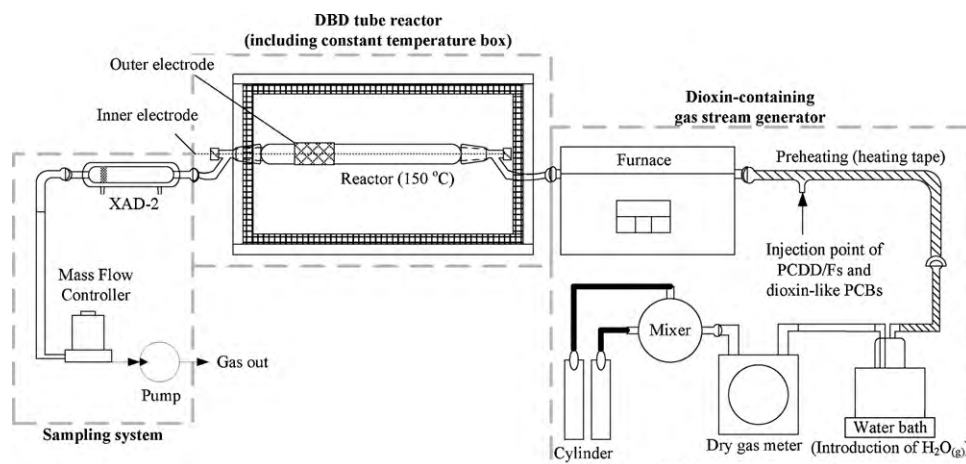 DBD tube reactor
(including constant temperature box)
Outer electrode
Inner electrode
Reactor (150 °C)
XAD-2
Mass Flow
Controller
Gas out
Pump
Sampling system
Dioxin-containing
gas stream generator
Furnace
Preheating (heating tape)
Injection point of
PCDD/Fs and
dioxin-like PCBs
Mixer
Cylinder
Dry gas meter
Water bath
(Introduction of H₂O₍g₎)